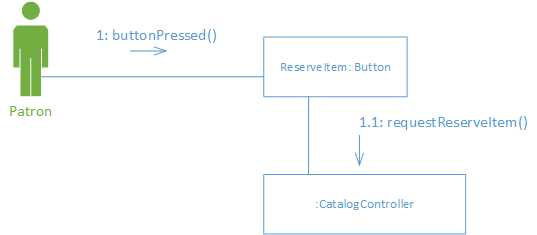 1: buttonPressed()
ReserveItem: Button
Patron
1.1: requestReserveItem()
:CatalogController